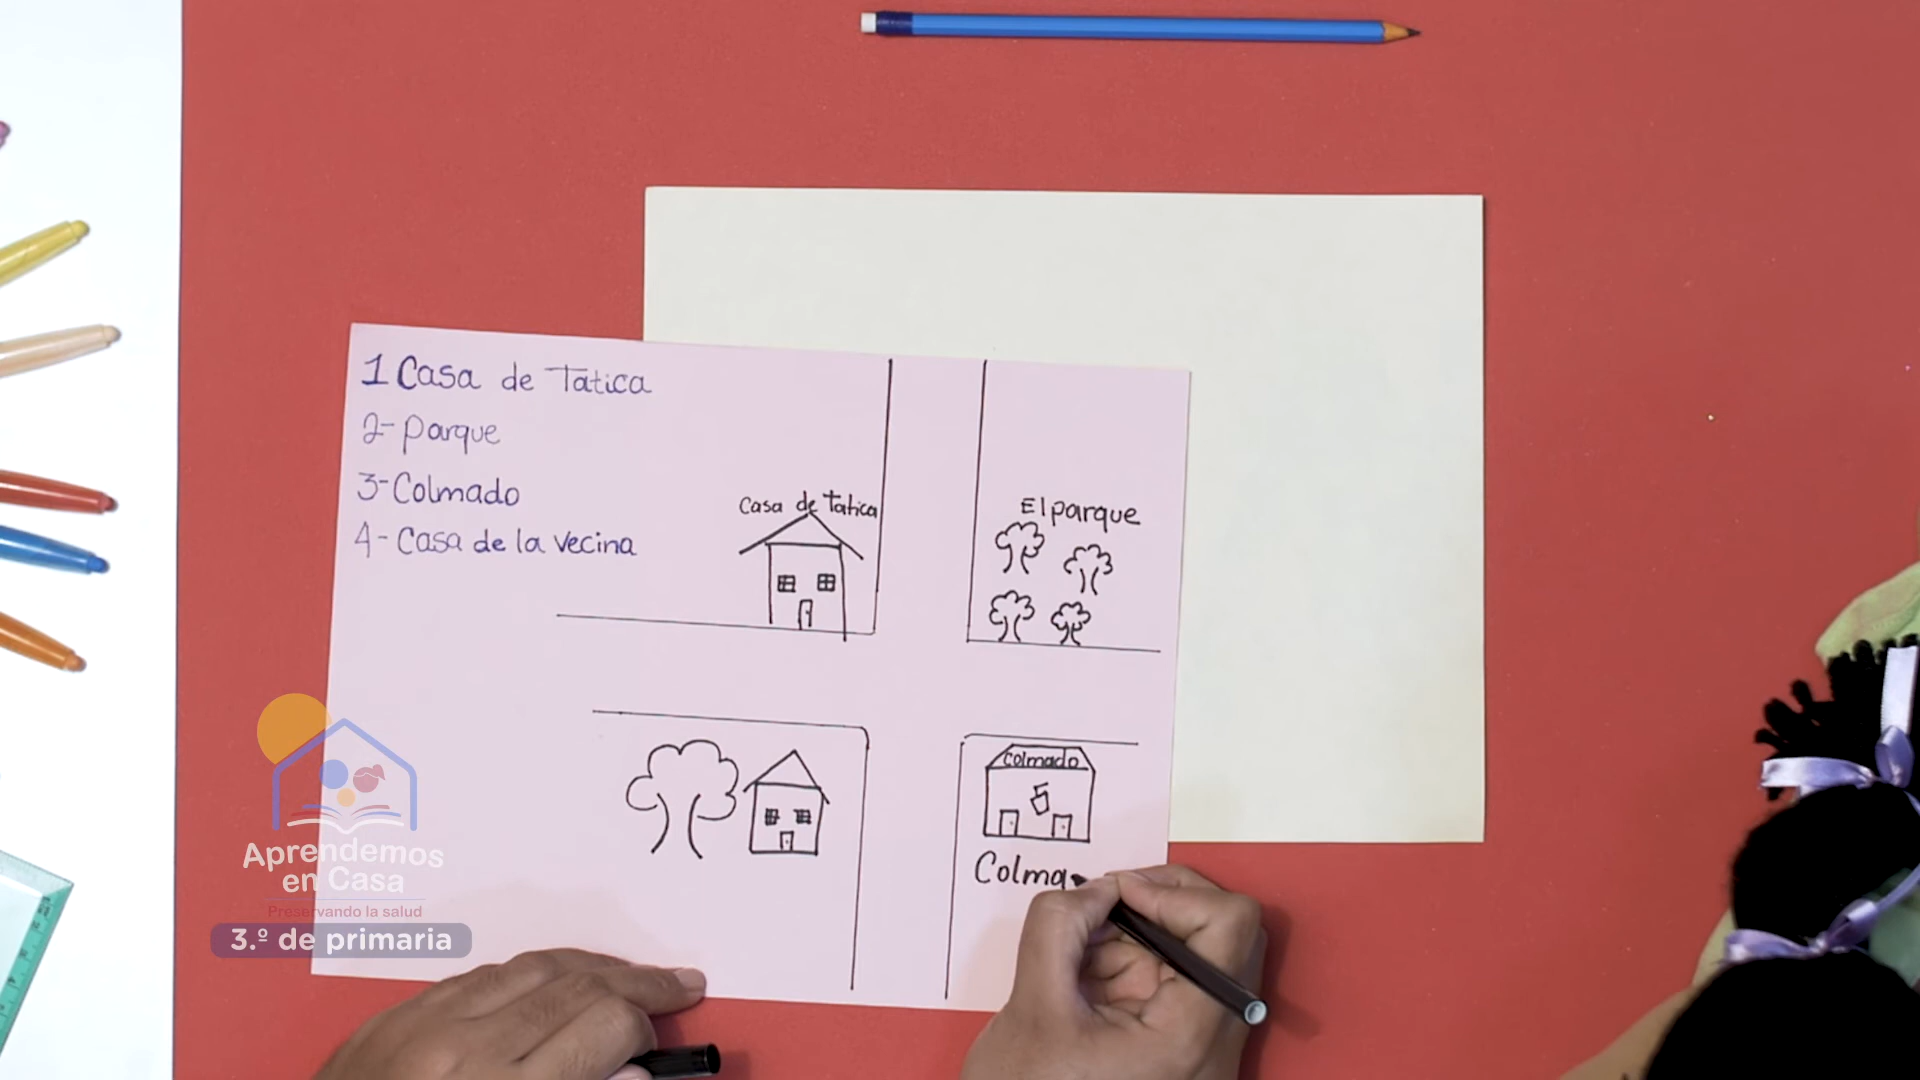 1 Casa de Tatica
2- parque
3- Colmado
4- Casa de la vecina
Casa de Tatica
El parque
Colmado
Colma
Aprendemos
en Casa
Preservando la salud
3.º de primaria